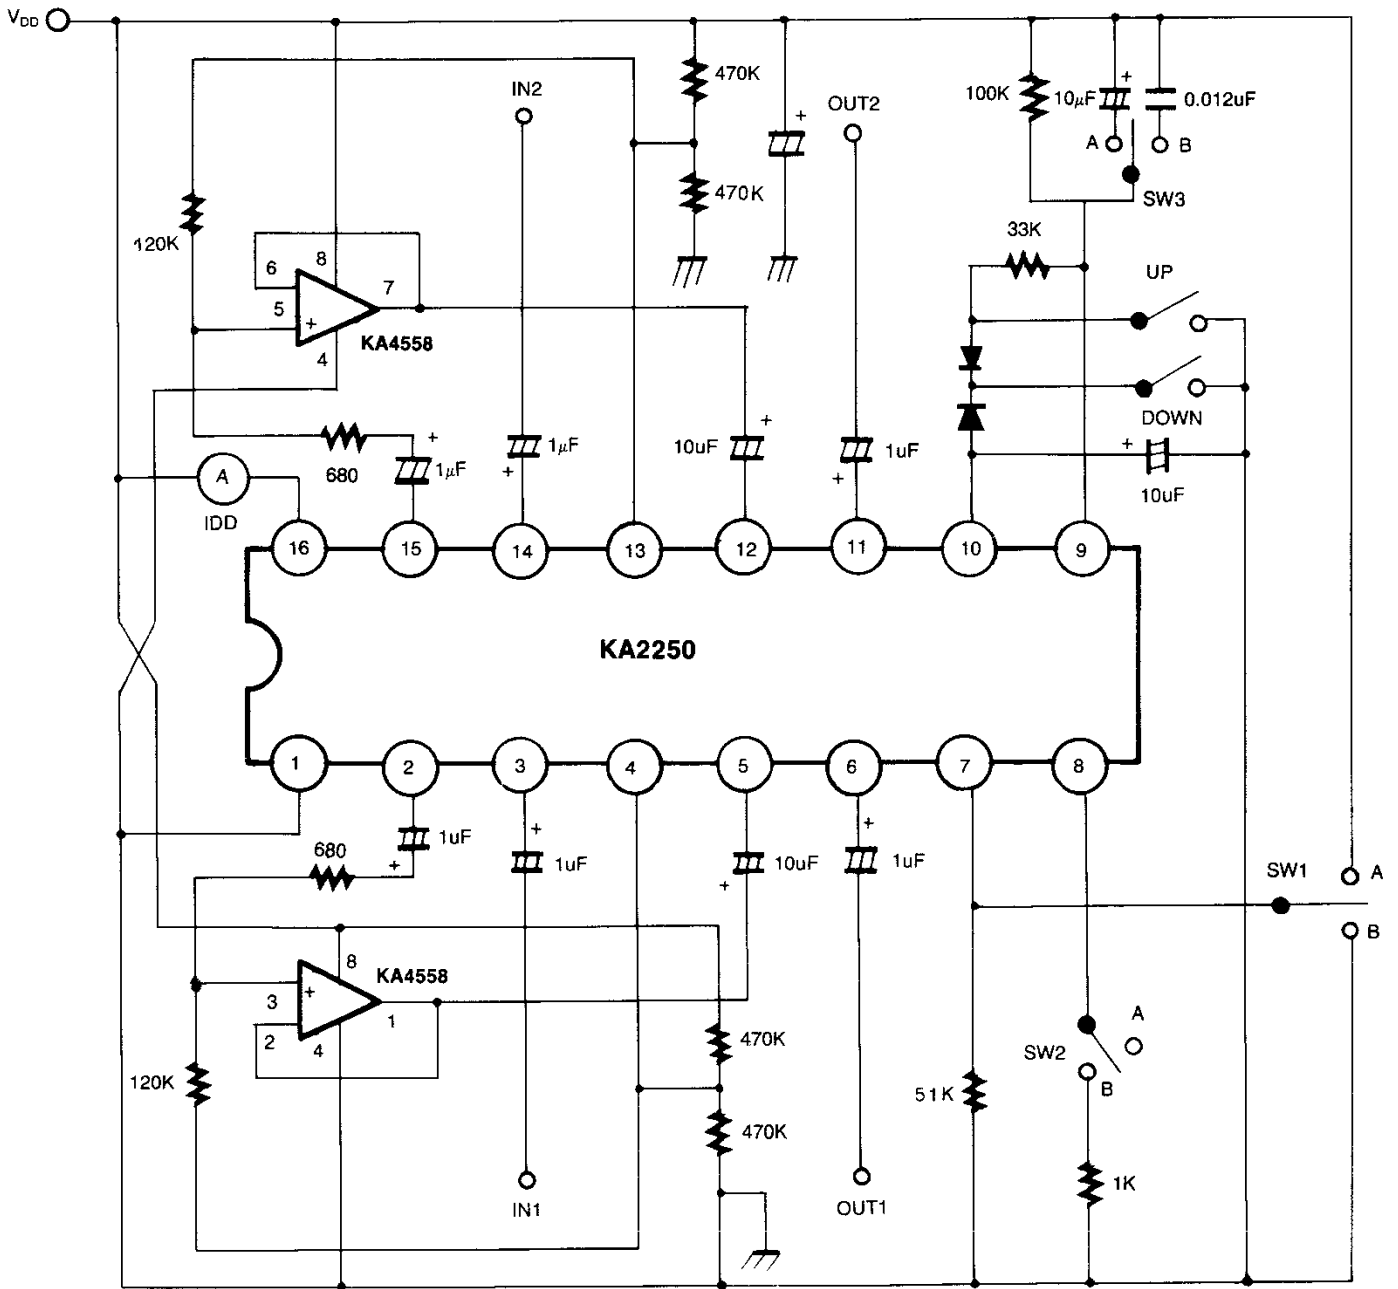 V_DD
470K
IN2
OUT2
+
100K
10μF
+
0.012uF
A
B
SW3
470K
120K
33K
UP
6
8
7
5
+
4
KA4558
DOWN
+
680
1μF
+
1μF
10uF
+
1uF
+
+
10uF
A
IDD
16
15
14
13
12
11
10
9
KA2250
1
2
3
4
5
6
7
8
680
1uF
+
+
1uF
10uF
+
+
1uF
SW1
A
B
8
KA4558
3
+
1
2
4
120K
470K
470K
51K
SW2
A
B
1K
IN1
OUT1